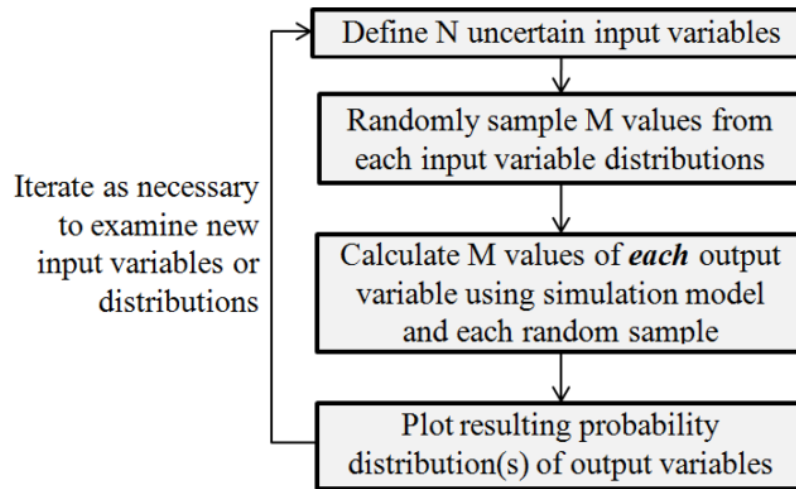 Define N uncertain input variables
Randomly sample M values from
each input variable distributions
Iterate as necessary
to examine new
input variables or
distributions
Calculate M values of each output
variable using simulation model
and each random sample
Plot resulting probability
distribution(s) of output variables